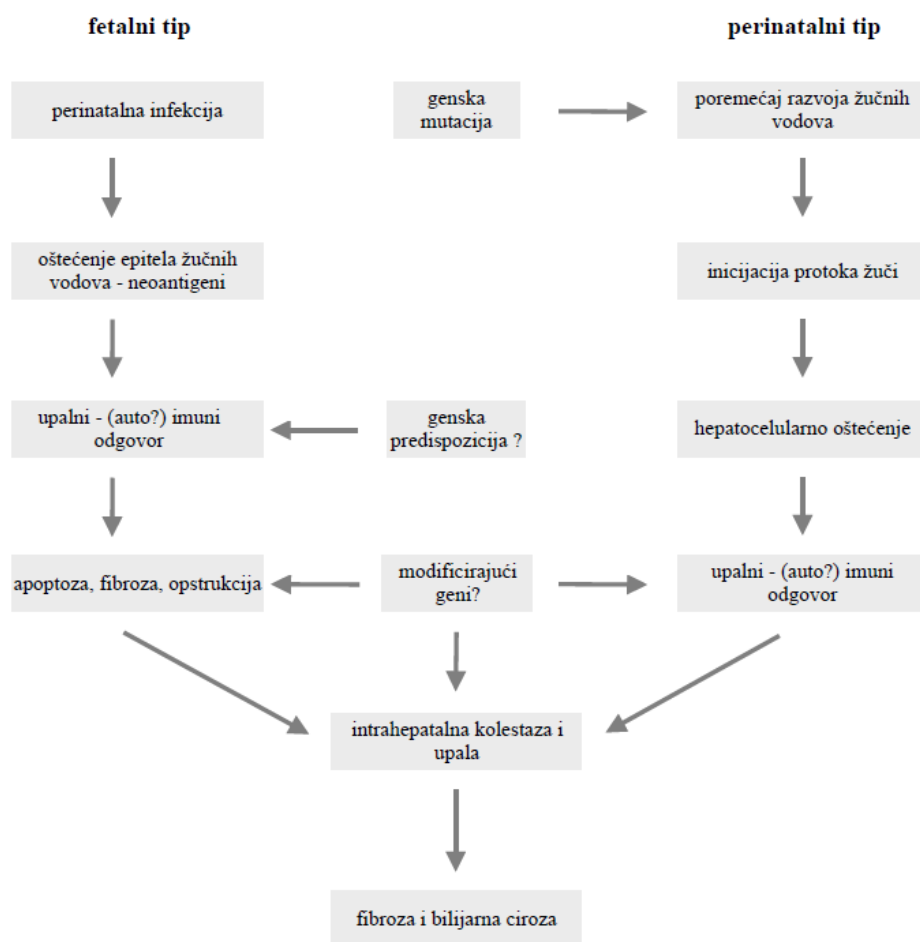 fetalni tip
perinatalni tip
perinatalna infekcija
genska
mutacija
poremećaj razvoja žučnih
vodova
oštećenje epitela žučnih
vodova - neoantigeni
inicijacija protoka žuči
upalni - (auto?) imuni
odgovor
genska
predispozicija ?
hepatocelularno oštećenje
apoptoza, fibroza, opstrukcija
modificirajući
geni?
upalni - (auto?) imuni
odgovor
intrahepatalna kolestaza i
upala
fibroza i bilijarna ciroza